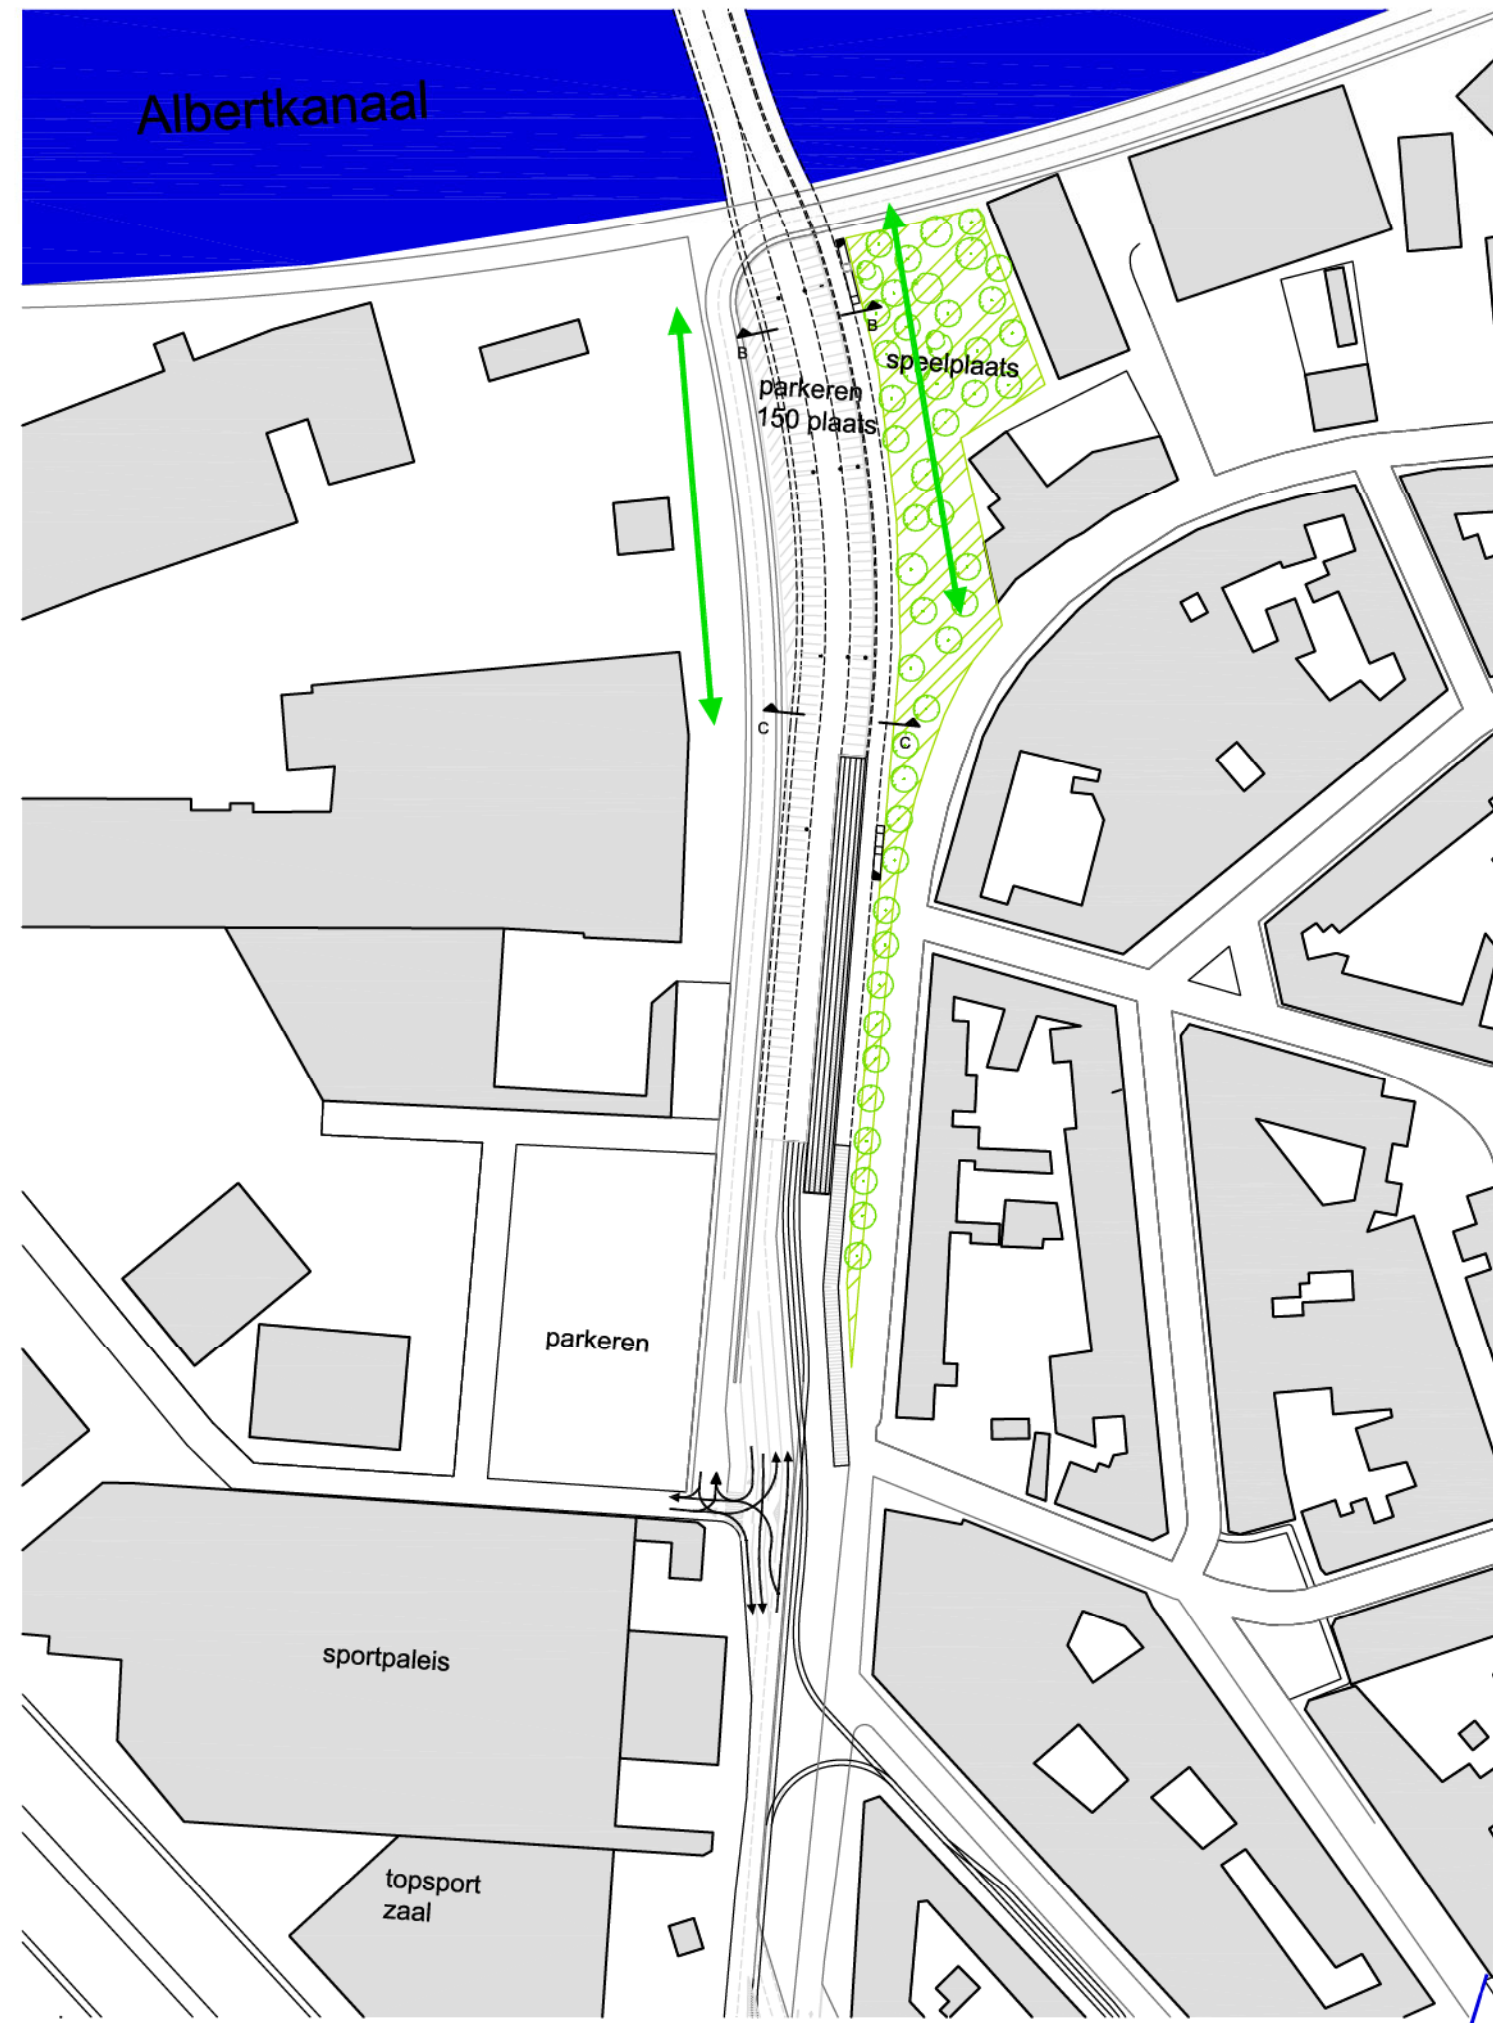 Albertkanaal
B
B
speelplaats
parkeren
150 plaats
C
C
parkeren
sportpaleis
topsport
zaal